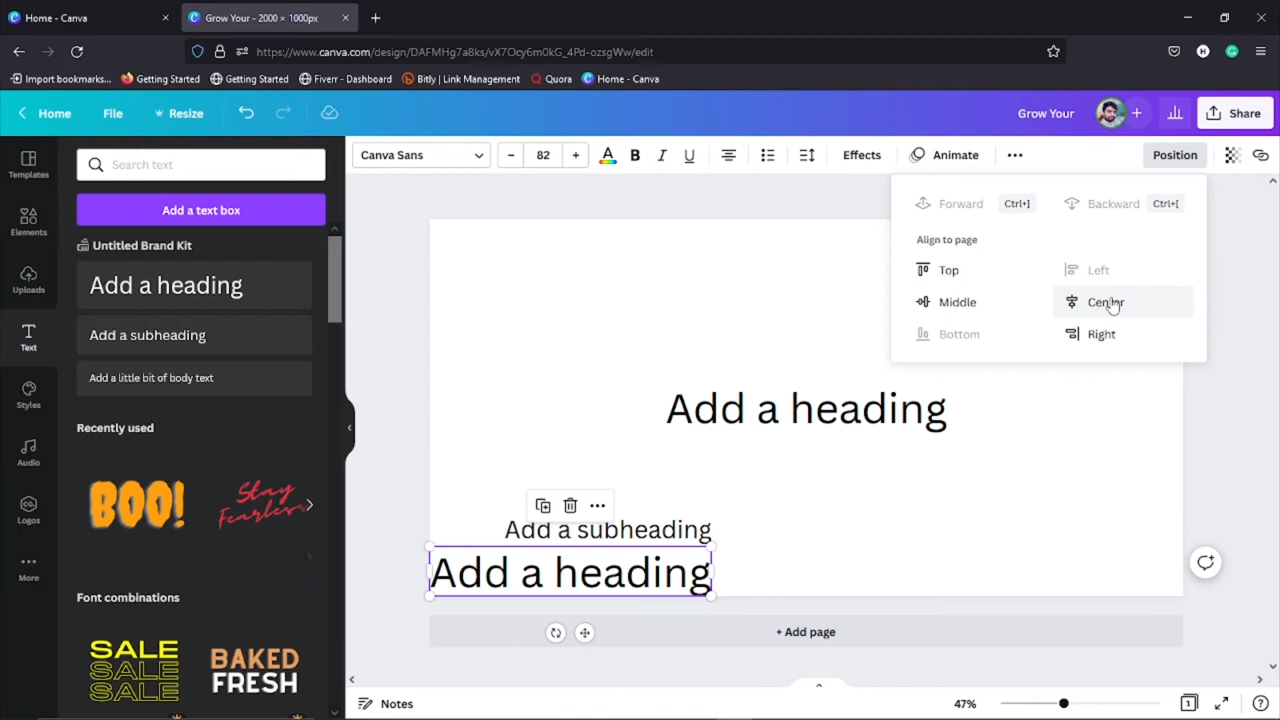 Home - Canva
Grow Your - 2000 × 1000px
https://www.canva.com/design/DAFMHg7a8ks/vX7Ocy6m0kG_4Pd-ozsgWw/edit
Import bookmarks...
Getting Started
Getting Started
Fiverr - Dashboard
Bitly | Link Management
Quora
Home - Canva
Home
File
Resize
Grow Your
Share
Templates
Elements
Uploads
Text
Styles
Audio
CO.
Logos
More
Search text
Add a text box
Untitled Brand Kit
Add a heading
Add a subheading
Add a little bit of body text
Recently used
BOO!
Stay
Fearless
Font combinations
SALE
SALE
SALE
BAKED
FRESH
Canva Sans
82
A
B
I
U
Effects
Animate
Position
Forward
Ctrl+]
Backward
Ctrl+[
Align to page
Top
Left
Middle
Center
Bottom
Right
Add a heading
Add a subheading
Add a heading
+ Add page
Notes
47%
1